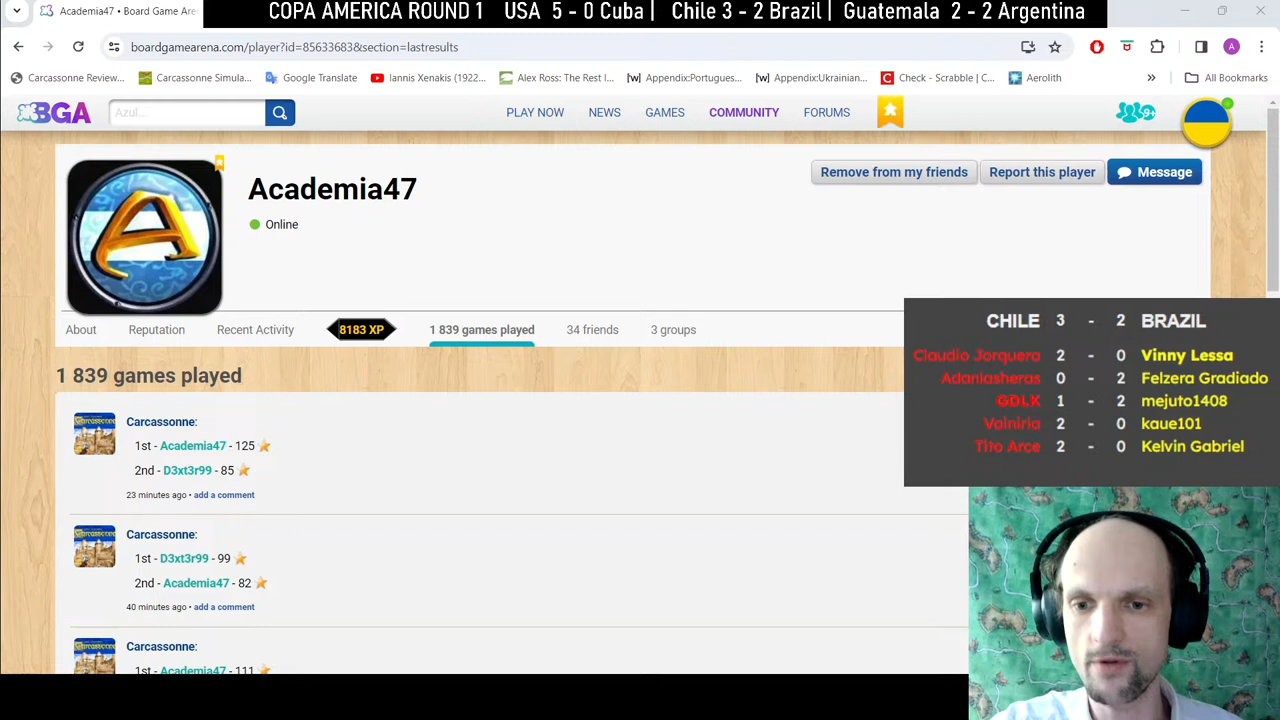 COPA AMERICA ROUND 1 USA 5 - 0 Cuba | Chile 3 - 2 Brazil | Guatemala 2 - 2 Argentina
Academia47 • Board Game Are
boardgamearena.com/player?id=85633683&section=lastresults
Carcassonne Review...
Carcassonne Simula...
Google Translate
Iannis Xenakis (1922...
Alex Ross: The Rest I...
Appendix:Portugues...
Appendix:Ukrainian...
Check - Scrabble | C...
Aerolith
»
All Bookmarks
BGA
Azul...
PLAY NOW
NEWS
GAMES
COMMUNITY
FORUMS
9+
Academia47
Online
Remove from my friends
Report this player
Message
About
Reputation
Recent Activity
8183 XP
1 839 games played
34 friends
3 groups
1 839 games played
Carcassonne:
1st - Academia47 - 125
2nd - D3xt3r99 - 85
23 minutes ago • add a comment
Carcassonne:
1st - D3xt3r99 - 99
2nd - Academia47 - 82
40 minutes ago • add a comment
Carcassonne:
1st - Academia47 - 111
CHILE 3 - 2 BRAZIL
Claudio Jorquera 2 - 0 Vinny Lessa
Adanlasheras 0 - 2 Felzera Gradiado
GDLK 1 - 2 mejuto1408
Valniria 2 - 0 kaue101
Tito Arce 2 - 0 Kelvin Gabriel